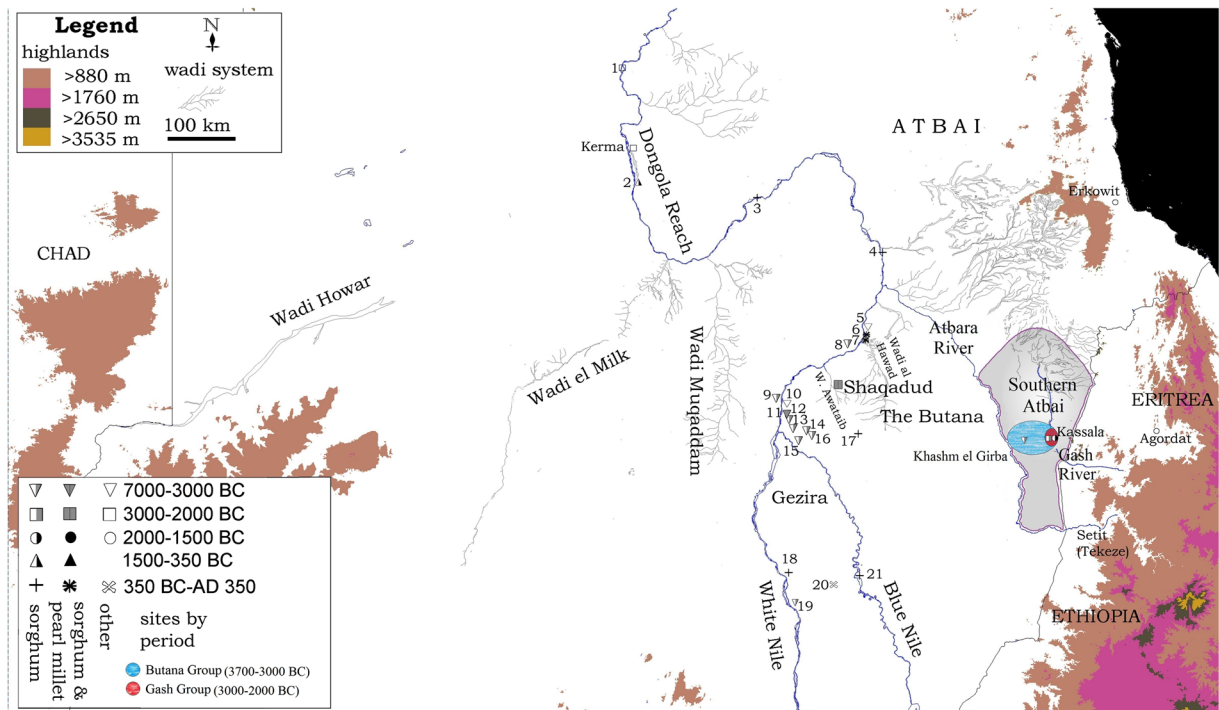 Legend
highlands
>880 m
>1760 m
>2650 m
>3535 m
N
wadi system
100 km
1
Kerma
2
Dongola Reach
3
ATBAI
Erkowit
4
CHAD
Wadi Howar
Wadi el Milk
Wadi Muqaddam
5
6
7
8
Wadi al
Hawad
Atbara
River
W. Awataib
Shaqadud
The Butana
Southern
Atbai
ERITREA
9
10
11
12
13
14
15
16
17
Khashm el Girba
Kassala
Gash
River
Agordat
Gezira
Setit
(Tekeze)
18
19
20
21
White Nile
Blue Nile
ETHIOPIA
7000-3000 BC
3000-2000 BC
2000-1500 BC
1500-350 BC
350 BC-AD 350
sorghum
sorghum &
pearl millet
other
sites by
period
Butana Group (3700-3000 BC)
Gash Group (3000-2000 BC)